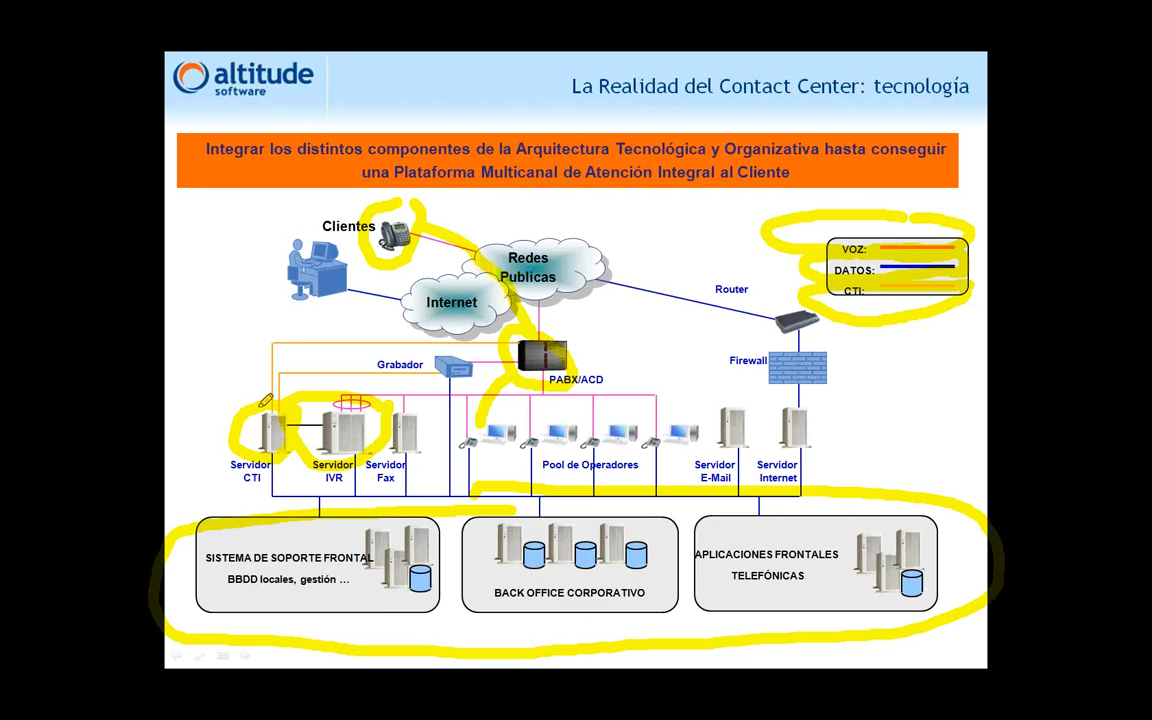 altitude
software
La Realidad del Contact Center: tecnología
Integrar los distintos componentes de la Arquitectura Tecnológica y Organizativa hasta conseguir
una Plataforma Multicanal de Atención Integral al Cliente
Clientes
Redes
Publicas
Internet
VOZ:
DATOS:
CTI:
Router
Grabador
Firewall
PABX/ACD
Servidor
CTI
Servidor
IVR
Servidor
Fax
Pool de Operadores
Servidor
E-Mail
Servidor
Internet
SISTEMA DE SOPORTE FRONTAL
BBDD locales, gestión ...
BACK OFFICE CORPORATIVO
APLICACIONES FRONTALES
TELEFÓNICAS